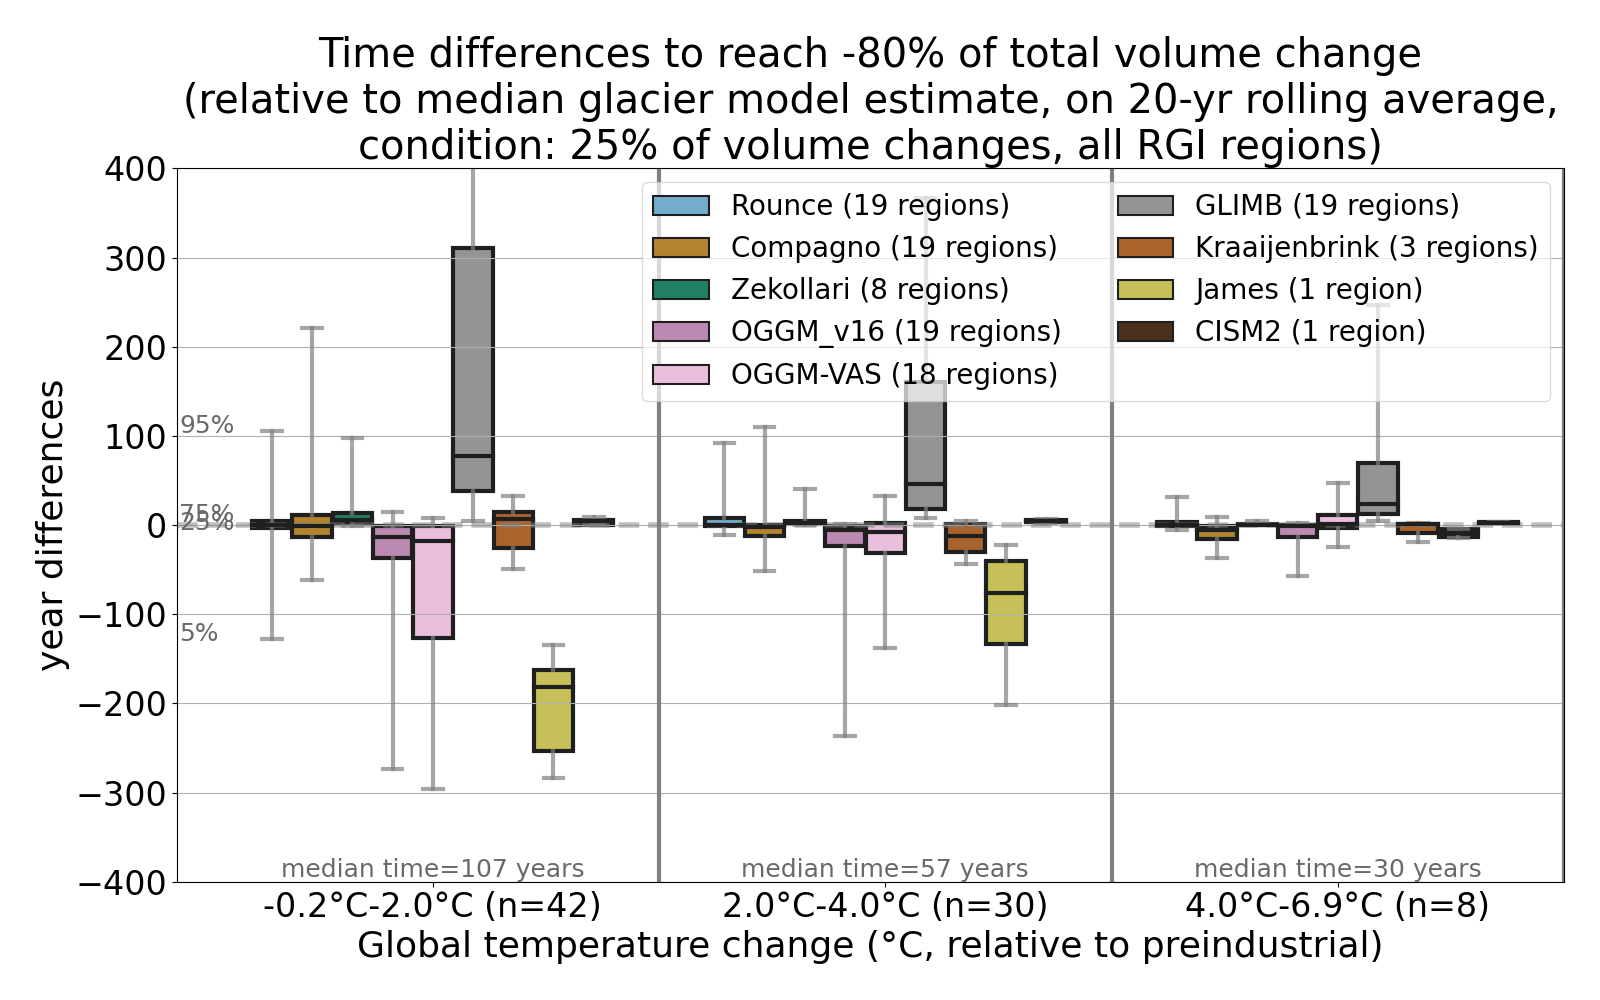 Time differences to reach -80% of total volume change
(relative to median glacier model estimate, on 20-yr rolling average,
condition: 25% of volume changes, all RGI regions)
year differences
400
300
200
100
0
−100
−200
−300
−400
95%
75%
25%
5%
Rounce (19 regions)
Compagno (19 regions)
Zekollari (8 regions)
OGGM_v16 (19 regions)
OGGM-VAS (18 regions)
GLIMB (19 regions)
Kraaijenbrink (3 regions)
James (1 region)
CISM2 (1 region)
median time=107 years
median time=57 years
median time=30 years
-0.2°C-2.0°C (n=42)
2.0°C-4.0°C (n=30)
4.0°C-6.9°C (n=8)
Global temperature change (°C, relative to preindustrial)